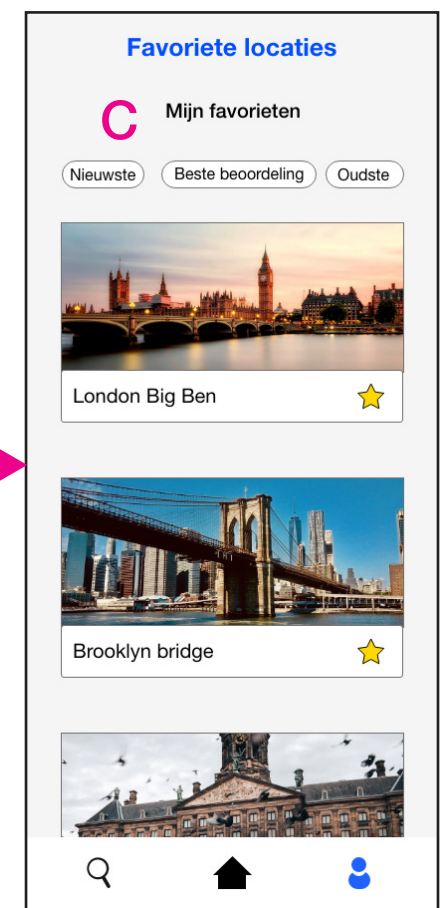 Favoriete locaties
C
Mijn favorieten
Nieuwste
Beste beoordeling
Oudste
London Big Ben
Brooklyn bridge